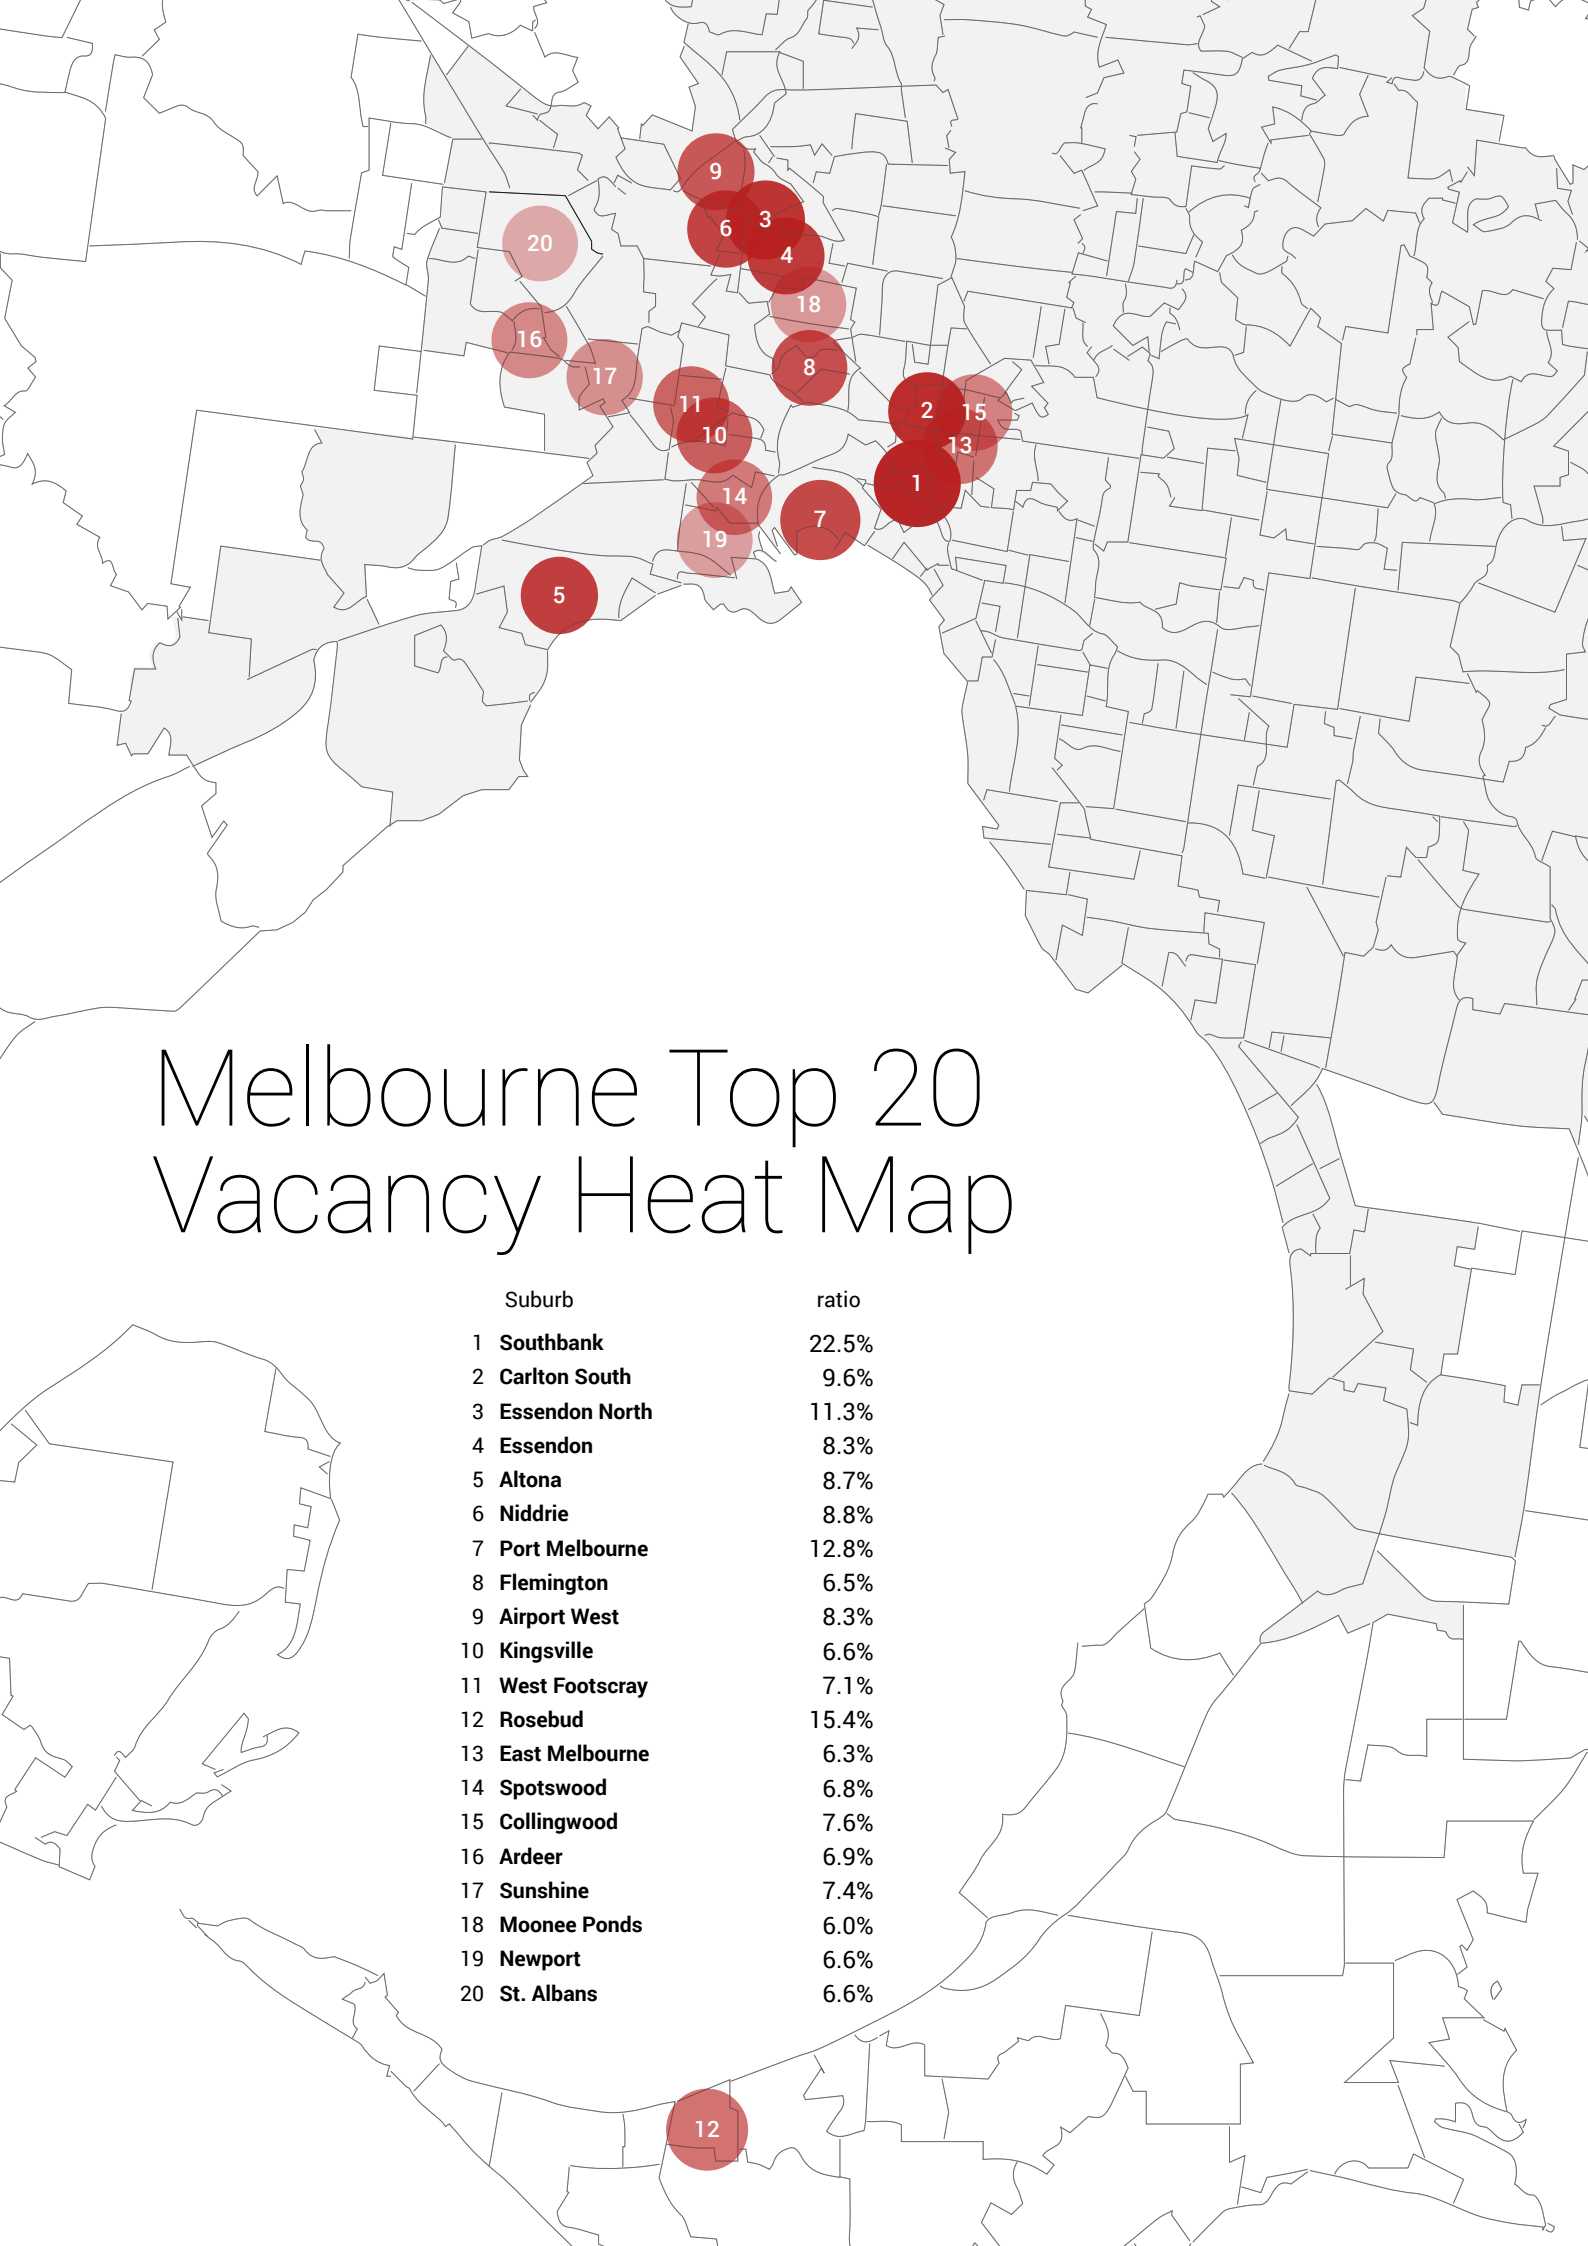 9
3
6
4
20
18
16
8
17
11
2
15
10
13
1
14
7
19
5
Melbourne Top 20
Vacancy Heat Map
Suburb ratio
1 Southbank 22.5%
2 Carlton South 9.6%
3 Essendon North 11.3%
4 Essendon 8.3%
5 Altona 8.7%
6 Niddrie 8.8%
7 Port Melbourne 12.8%
8 Flemington 6.5%
9 Airport West 8.3%
10 Kingsville 6.6%
11 West Footscray 7.1%
12 Rosebud 15.4%
13 East Melbourne 6.3%
14 Spotswood 6.8%
15 Collingwood 7.6%
16 Ardeer 6.9%
17 Sunshine 7.4%
18 Moonee Ponds 6.0%
19 Newport 6.6%
20 St. Albans 6.6%
12